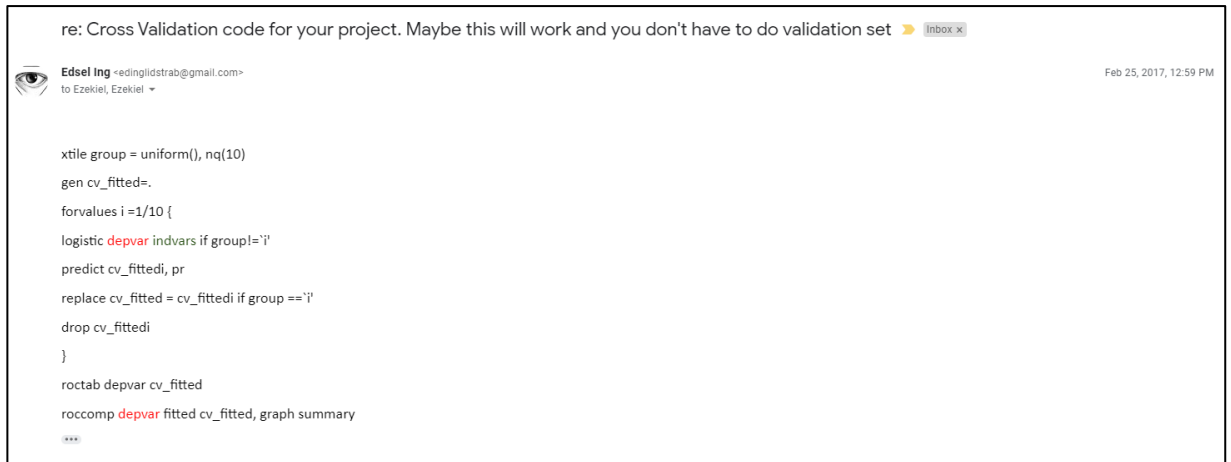 re: Cross Validation code for your project. Maybe this will work and you don't have to do validation set Inbox x
Edsel Ing <edinglidstrab@gmail.com> Feb 25, 2017, 12:59 PM
to Ezekiel, Ezekiel
xtile group = uniform(), nq(10)
gen cv_fitted=.
forvalues i =1/10 {
logistic depvar indvars if group!=`i'
predict cv_fittedi, pr
replace cv_fitted = cv_fittedi if group ==`i'
drop cv_fittedi
}
roctab depvar cv_fitted
roccomp depvar fitted cv_fitted, graph summary